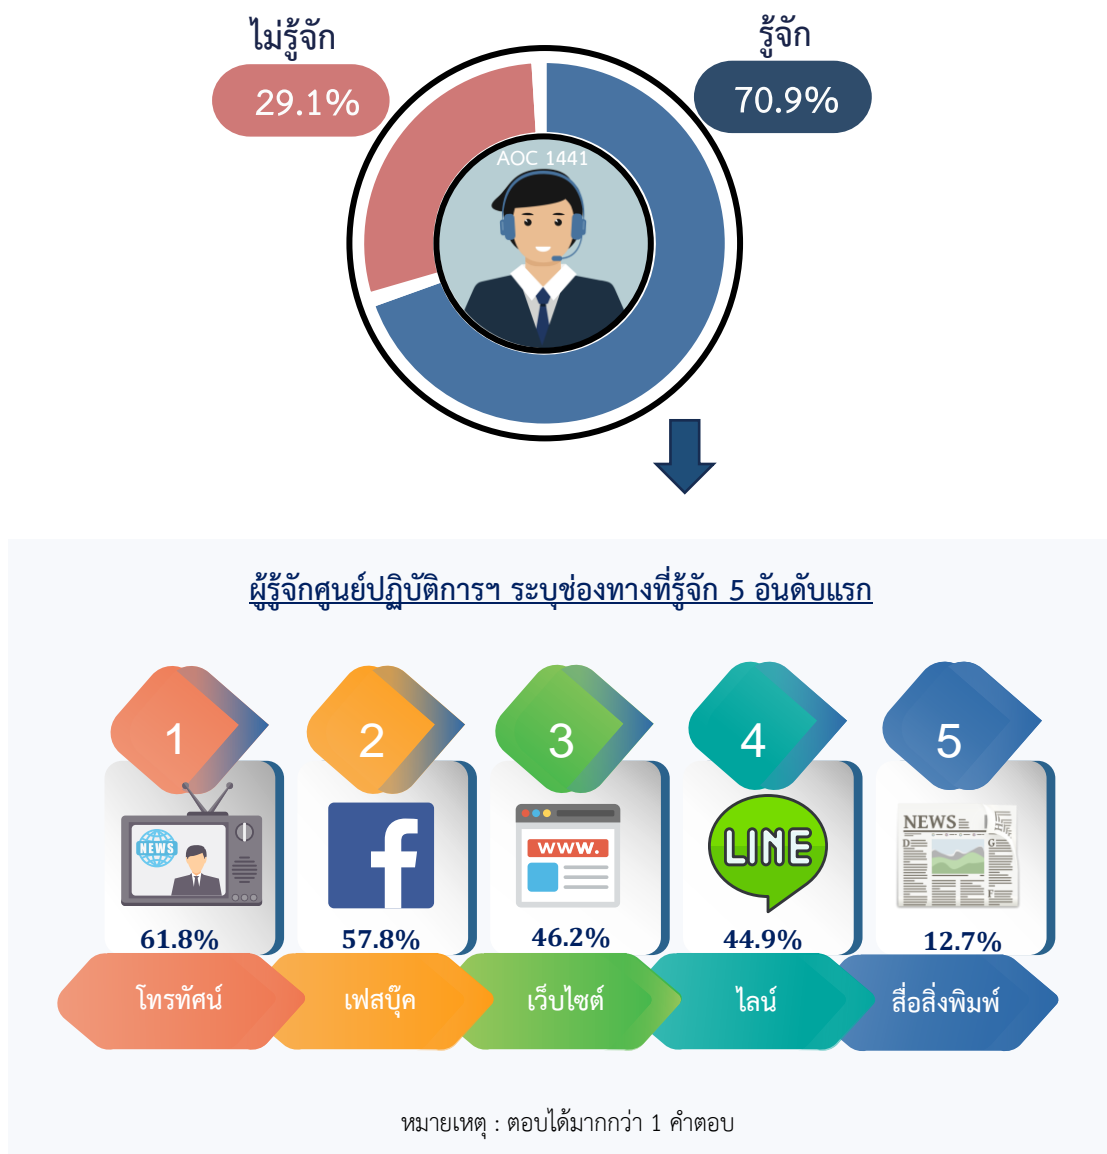 ไม่รู้จัก
รู้จัก
29.1%
70.9%
AOC 1441
ผู้รู้จักศูนย์ปฏิบัติการฯ ระบุช่องทางที่รู้จัก 5 อันดับแรก
1
2
3
4
5
NEWS
www.
LINE
NEWS
D
G
F
61.8%
57.8%
46.2%
44.9%
12.7%
โทรทัศน์
เฟสบุ๊ค
เว็บไซต์
ไลน์
สื่อสิ่งพิมพ์
หมายเหตุ : ตอบได้มากกว่า 1 คำตอบ